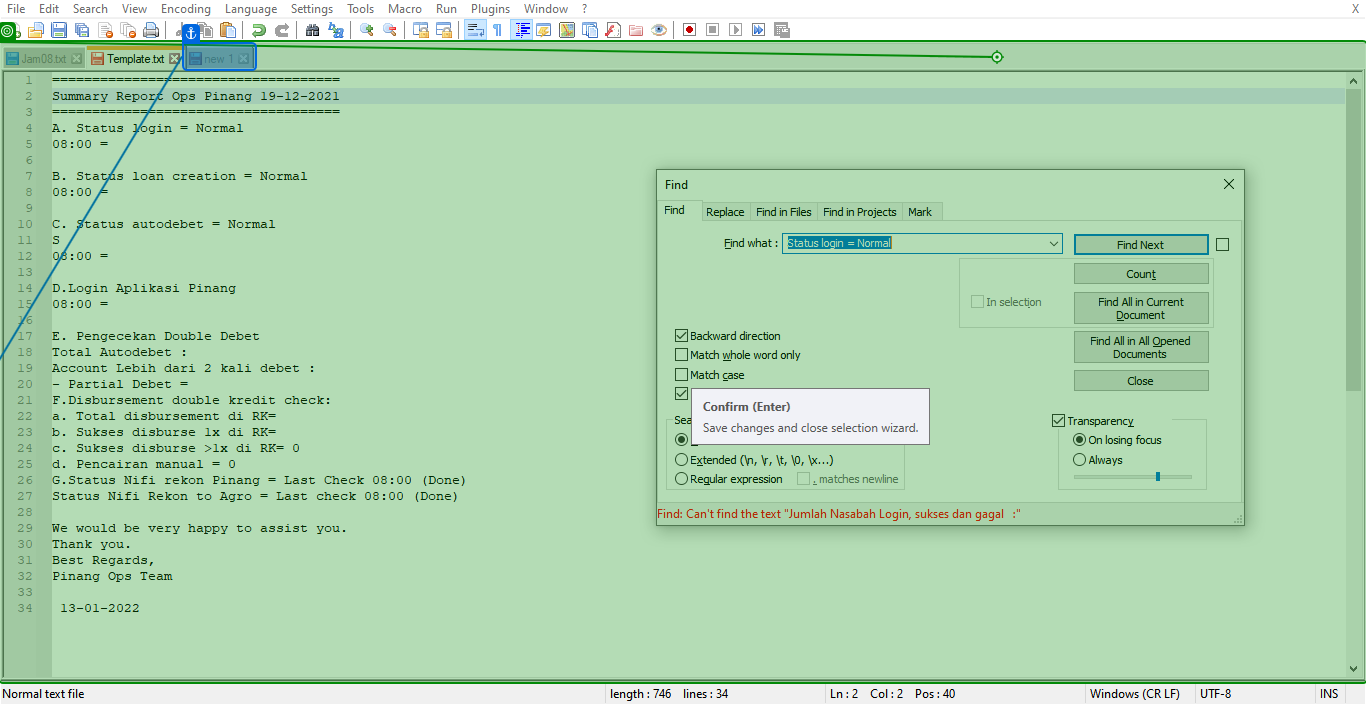 File Edit Search View Encoding Language Settings Tools Macro Run Plugins Window ? X
Jam08.txt Template.txt new 1
1 ====================================
2 Summary Report Ops Pinang 19-12-2021
3 ====================================
4 A. Status login = Normal
5 08:00 =
6
7 B. Status loan creation = Normal
8 08:00 =
9
10 C. Status autodebet = Normal
11 S
12 08:00 =
13
14 D.Login Aplikasi Pinang
15 08:00 =
16
17 E. Pengecekan Double Debet
18 Total Autodebet :
19 Account Lebih dari 2 kali debet :
20 - Partial Debet =
21 F.Disbursement double kredit check:
22 a. Total disbursement di RK=
23 b. Sukses disburse 1x di RK=
24 c. Sukses disburse >1x di RK= 0
25 d. Pencairan manual = 0
26 G.Status Nifi rekon Pinang = Last Check 08:00 (Done)
27 Status Nifi Rekon to Agro = Last check 08:00 (Done)
28
29 We would be very happy to assist you.
30 Thank you.
31 Best Regards,
32 Pinang Ops Team
33
34 13-01-2022
Find
Find Replace Find in Files Find in Projects Mark
Find what : Status login = Normal Find Next
Count
In selection
Find All in Current
Document
Find All in All Opened
Documents
Close
Backward direction
Match whole word only
Match case
Confirm (Enter)
Save changes and close selection wizard.
Sea
Extended (\n, \r, \t, \0, \x...)
Regular expression . matches newline
Transparency
On losing focus
Always
Find: Can't find the text "Jumlah Nasabah Login, sukses dan gagal :"
Normal text file length : 746 lines : 34 Ln : 2 Col : 2 Pos : 40 Windows (CR LF) UTF-8 INS